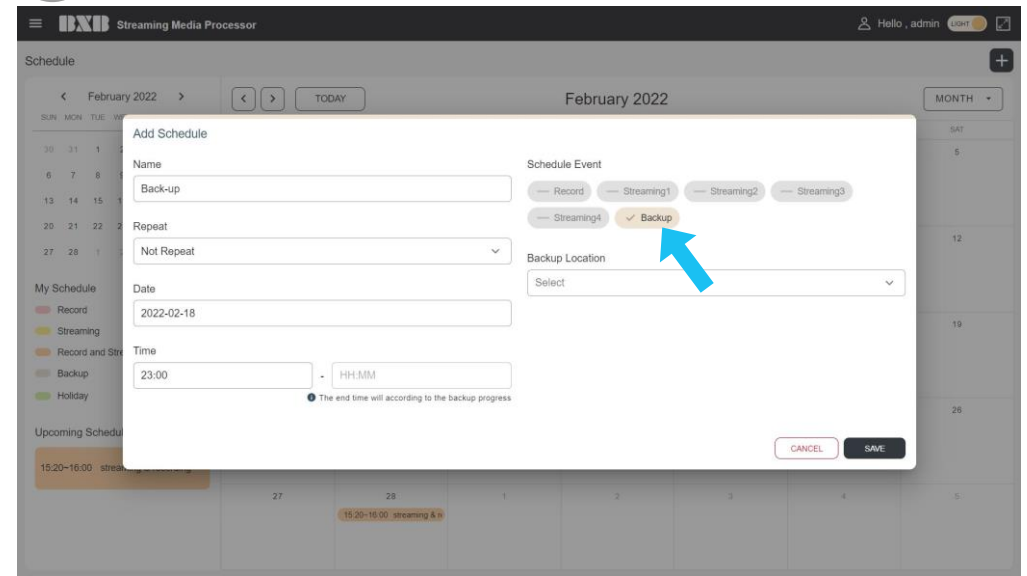 BXB Streaming Media Processor
Hello , admin LIGHT
Schedule
February 2022
TODAY
February 2022
MONTH
SUN MON TUE
SAT
30 31 1
5
6 7 8
13 14 15
20 21 22
12
27 28 1
My Schedule
Record
Streaming
19
Record and Stre
Backup
Holiday
26
Upcoming Schedul
15:20~16:00
27 28 1 2 3 4 5
15:20~16:00 streaming &
Add Schedule
Name
Back-up
Repeat
Not Repeat
Date
2022-02-18
Time
23:00 - HH:MM
The end time will according to the backup progress
Schedule Event
Record Streaming1 Streaming2 Streaming3
Streaming4 Backup
Backup Location
Select
CANCEL SAVE